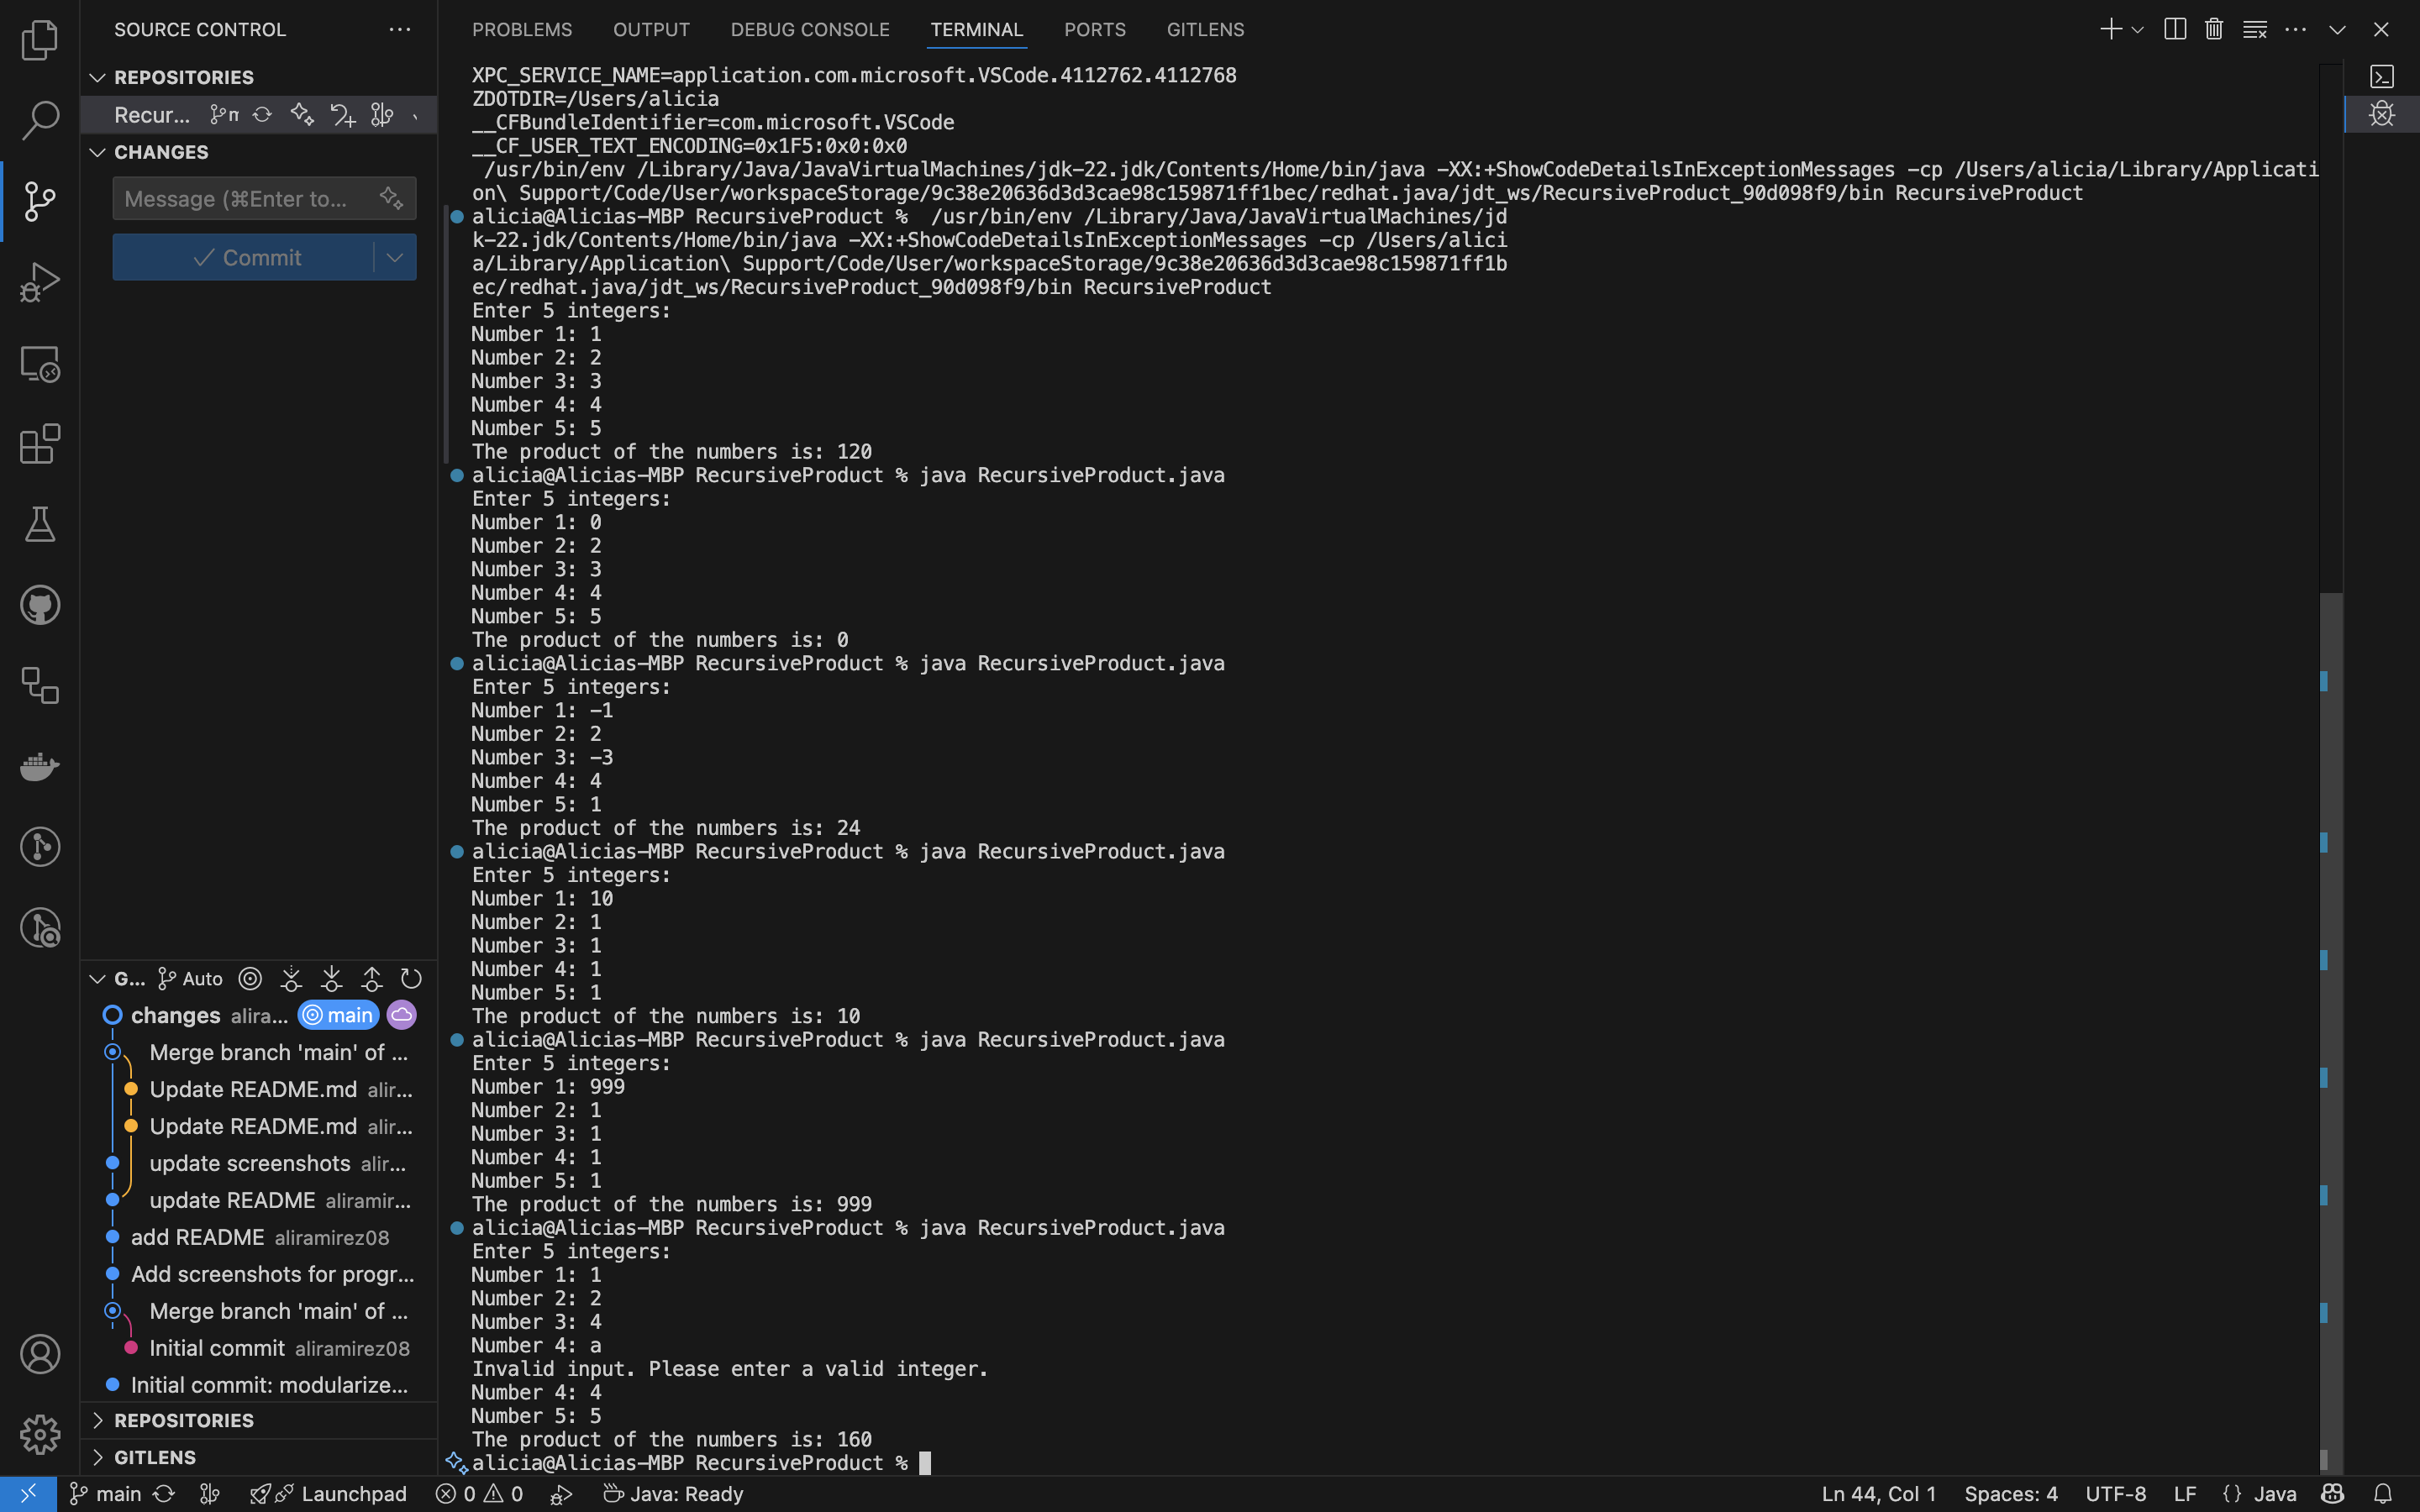 SOURCE CONTROL
REPOSITORIES
Recur...
CHANGES
Message (⌘Enter to...
Commit
G... Auto
changes alira... main
Merge branch 'main' of ...
Update README.md alir...
Update README.md alir...
update screenshots alir...
update README aliramir...
add README aliramirez08
Add screenshots for progr...
Merge branch 'main' of ...
Initial commit aliramirez08
Initial commit: modularize...
REPOSITORIES
GITLENS
PROBLEMS OUTPUT DEBUG CONSOLE TERMINAL PORTS GITLENS
XPC_SERVICE_NAME=application.com.microsoft.VSCode.4112762.4112768
ZDOTDIR=/Users/alicia
__CFBundleIdentifier=com.microsoft.VSCode
__CF_USER_TEXT_ENCODING=0x1F5:0x0:0x0
/usr/bin/env /Library/Java/JavaVirtualMachines/jdk-22.jdk/Contents/Home/bin/java -XX:+ShowCodeDetailsInExceptionMessages -cp /Users/alicia/Library/Applicati
on\ Support/Code/User/workspaceStorage/9c38e20636d3d3cae98c159871ff1bec/redhat.java/jdt_ws/RecursiveProduct_90d098f9/bin RecursiveProduct
alicia@Alicias-MBP RecursiveProduct %  /usr/bin/env /Library/Java/JavaVirtualMachines/jd
k-22.jdk/Contents/Home/bin/java -XX:+ShowCodeDetailsInExceptionMessages -cp /Users/alici
a/Library/Application\ Support/Code/User/workspaceStorage/9c38e20636d3d3cae98c159871ff1b
ec/redhat.java/jdt_ws/RecursiveProduct_90d098f9/bin RecursiveProduct
Enter 5 integers:
Number 1: 1
Number 2: 2
Number 3: 3
Number 4: 4
Number 5: 5
The product of the numbers is: 120
alicia@Alicias-MBP RecursiveProduct % java RecursiveProduct.java
Enter 5 integers:
Number 1: 0
Number 2: 2
Number 3: 3
Number 4: 4
Number 5: 5
The product of the numbers is: 0
alicia@Alicias-MBP RecursiveProduct % java RecursiveProduct.java
Enter 5 integers:
Number 1: -1
Number 2: 2
Number 3: -3
Number 4: 4
Number 5: 1
The product of the numbers is: 24
alicia@Alicias-MBP RecursiveProduct % java RecursiveProduct.java
Enter 5 integers:
Number 1: 10
Number 2: 1
Number 3: 1
Number 4: 1
Number 5: 1
The product of the numbers is: 10
alicia@Alicias-MBP RecursiveProduct % java RecursiveProduct.java
Enter 5 integers:
Number 1: 999
Number 2: 1
Number 3: 1
Number 4: 1
Number 5: 1
The product of the numbers is: 999
alicia@Alicias-MBP RecursiveProduct % java RecursiveProduct.java
Enter 5 integers:
Number 1: 1
Number 2: 2
Number 3: 4
Number 4: a
Invalid input. Please enter a valid integer.
Number 4: 4
Number 5: 5
The product of the numbers is: 160
alicia@Alicias-MBP RecursiveProduct %
main Launchpad 0 0 Java: Ready Ln 44, Col 1 Spaces: 4 UTF-8 LF {} Java